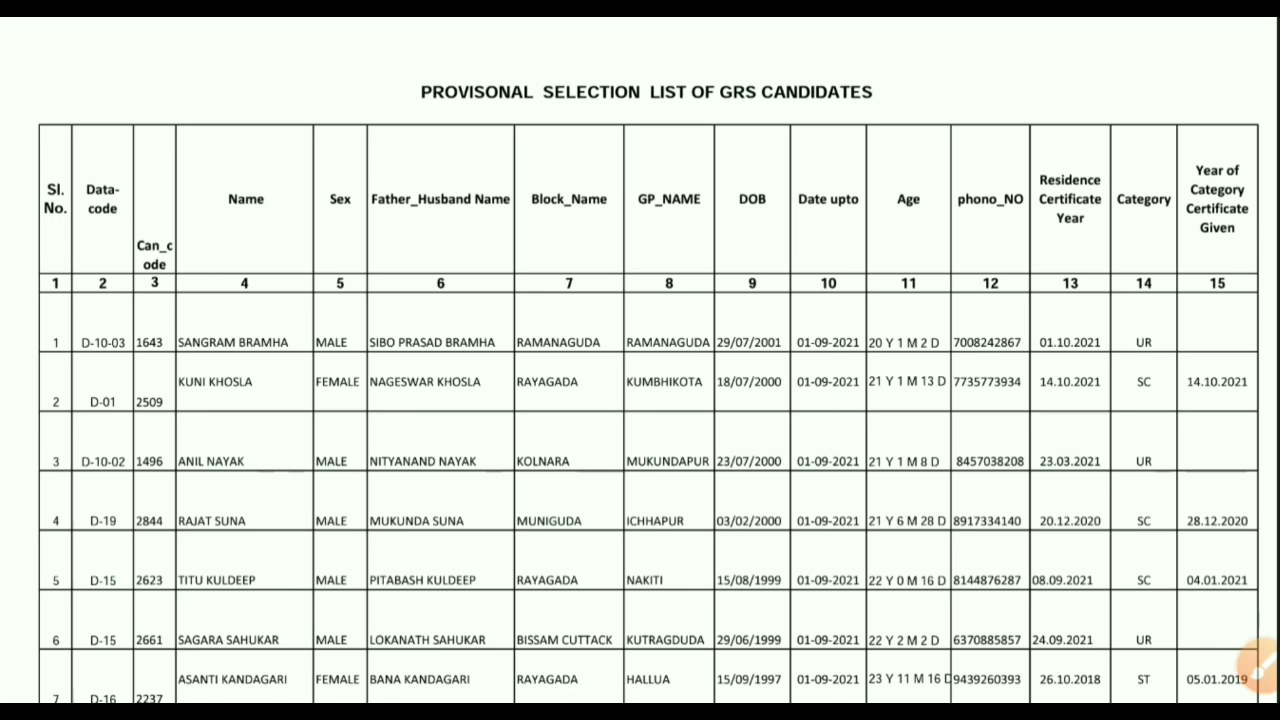 PROVISONAL SELECTION LIST OF GRS CANDIDATES
Sl. No. Data-code Can_code Name Sex Father_Husband Name Block_Name GP_NAME DOB Date upto Age phono_NO Residence Certificate Year Category Year of Category Certificate Given
1 2 3 4 5 6 7 8 9 10 11 12 13 14 15
1 D-10-03 1643 SANGRAM BRAMHA MALE SIBO PRASAD BRAMHA RAMANAGUDA RAMANAGUDA 29/07/2001 01-09-2021 20 Y 1 M 2 D 7008242867 01.10.2021 UR
2 D-01 2509 KUNI KHOSLA FEMALE NAGESWAR KHOSLA RAYAGADA KUMBHIKOTA 18/07/2000 01-09-2021 21 Y 1 M 13 D 7735773934 14.10.2021 SC 14.10.2021
3 D-10-02 1496 ANIL NAYAK MALE NITYANAND NAYAK KOLNARA MUKUNDAPUR 23/07/2000 01-09-2021 21 Y 1 M 8 D 8457038208 23.03.2021 UR
4 D-19 2844 RAJAT SUNA MALE MUKUNDA SUNA MUNIGUDA ICHHAPUR 03/02/2000 01-09-2021 21 Y 6 M 28 D 8917334140 20.12.2020 SC 28.12.2020
5 D-15 2623 TITU KULDEEP MALE PITABASH KULDEEP RAYAGADA NAKITI 15/08/1999 01-09-2021 22 Y 0 M 16 D 8144876287 08.09.2021 SC 04.01.2021
6 D-15 2661 SAGARA SAHUKAR MALE LOKANATH SAHUKAR BISSAM CUTTACK KUTRAGDUDA 29/06/1999 01-09-2021 22 Y 2 M 2 D 6370885857 24.09.2021 UR
7 D-16 2237 ASANTI KANDAGARI FEMALE BANA KANDAGARI RAYAGADA HALLUA 15/09/1997 01-09-2021 23 Y 11 M 16 D 9439260393 26.10.2018 ST 05.01.2019